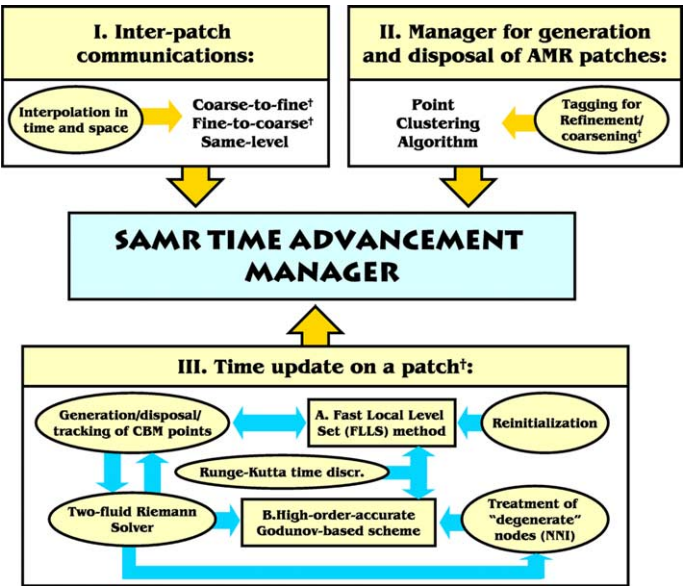 I. Inter-patch
communications:
Interpolation in
time and space
Coarse-to-fine†
Fine-to-coarse†
Same-level
II. Manager for generation
and disposal of AMR patches:
Point
Clustering
Algorithm
Tagging for
Refinement/
coarsening†
SAMR TIME ADVANCEMENT
MANAGER
III. Time update on a patch†:
Generation/disposal/
tracking of CBM points
A. Fast Local Level
Set (FLLS) method
Reinitialization
Runge-Kutta time discr.
Two-fluid Riemann
Solver
B.High-order-accurate
Godunov-based scheme
Treatment of
"degenerate"
nodes (NNI)